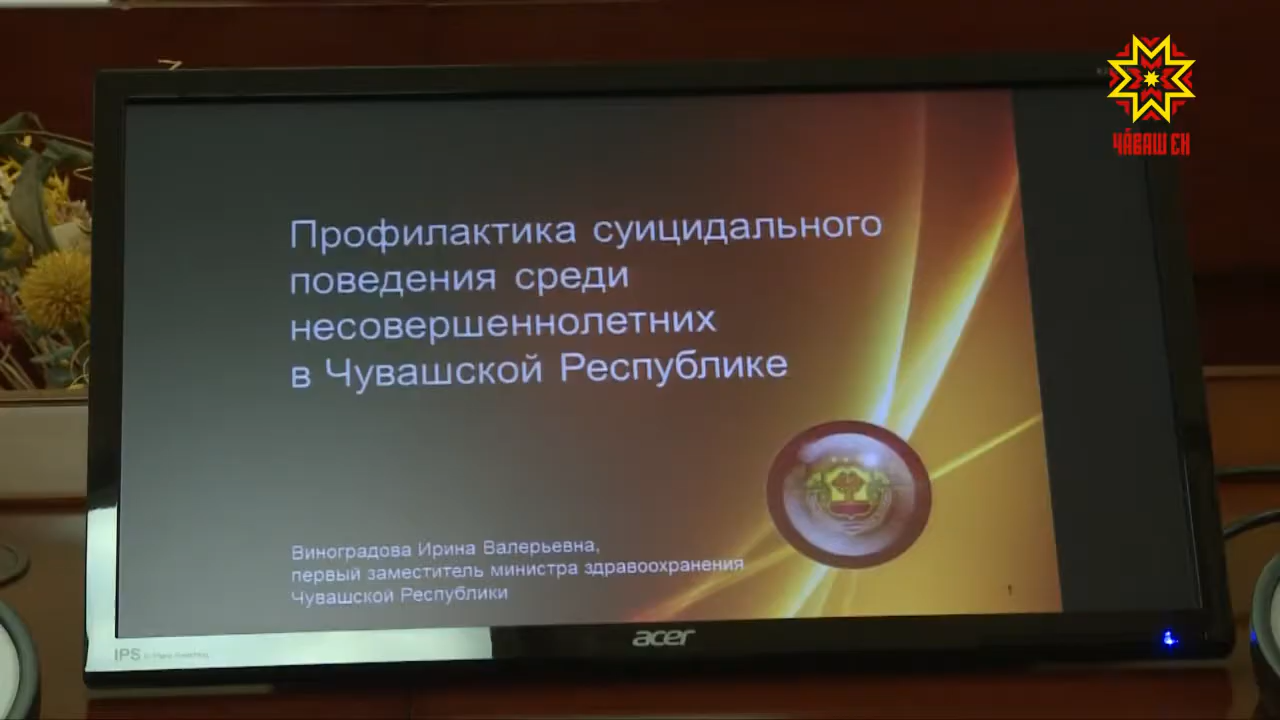 ЧӐВАШ ЕН
Профилактика суицидального
поведения среди
несовершеннолетних
в Чувашской Республике
Виноградова Ирина Валерьевна,
первый заместитель министра здравоохранения
Чувашской Республики
1
acer
IPS